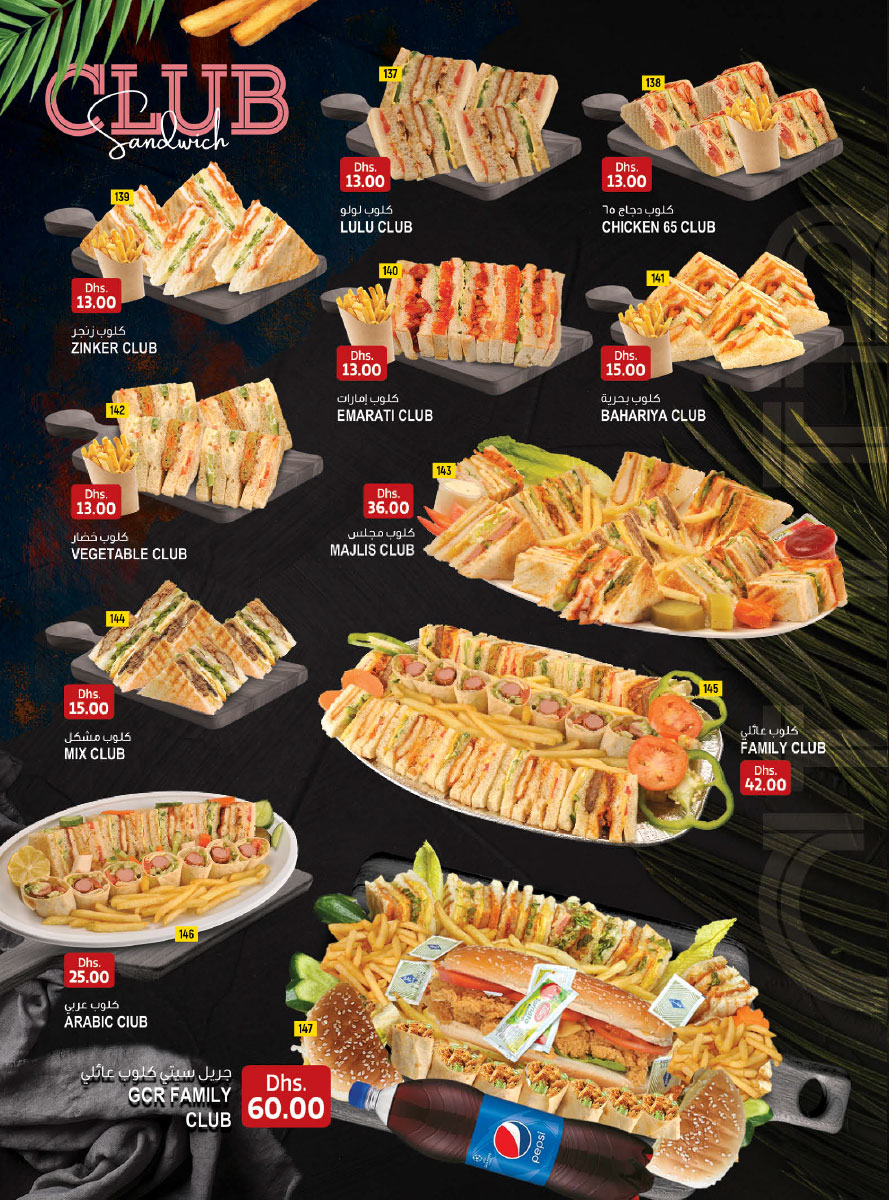 CLUB
Sandwich
137
Dhs.
13.00
كلوب لولو
LULU CLUB
138
Dhs.
13.00
كلوب دجاج ٦٥
CHICKEN 65 CLUB
139
Dhs.
13.00
كلوب زنجر
ZINKER CLUB
140
Dhs.
13.00
كلوب إمارات
EMARATI CLUB
141
Dhs.
15.00
كلوب بحرية
BAHARIYA CLUB
142
Dhs.
13.00
كلوب خضار
VEGETABLE CLUB
143
Dhs.
36.00
كلوب مجلس
MAJLIS CLUB
144
Dhs.
15.00
كلوب مشكل
MIX CLUB
145
كلوب عائلي
FAMILY CLUB
Dhs.
42.00
146
Dhs.
25.00
كلوب عربي
ARABIC CIUB
147
جريل سيتي كلوب عائلي
GCR FAMILY
CLUB
Dhs.
60.00
pepsi